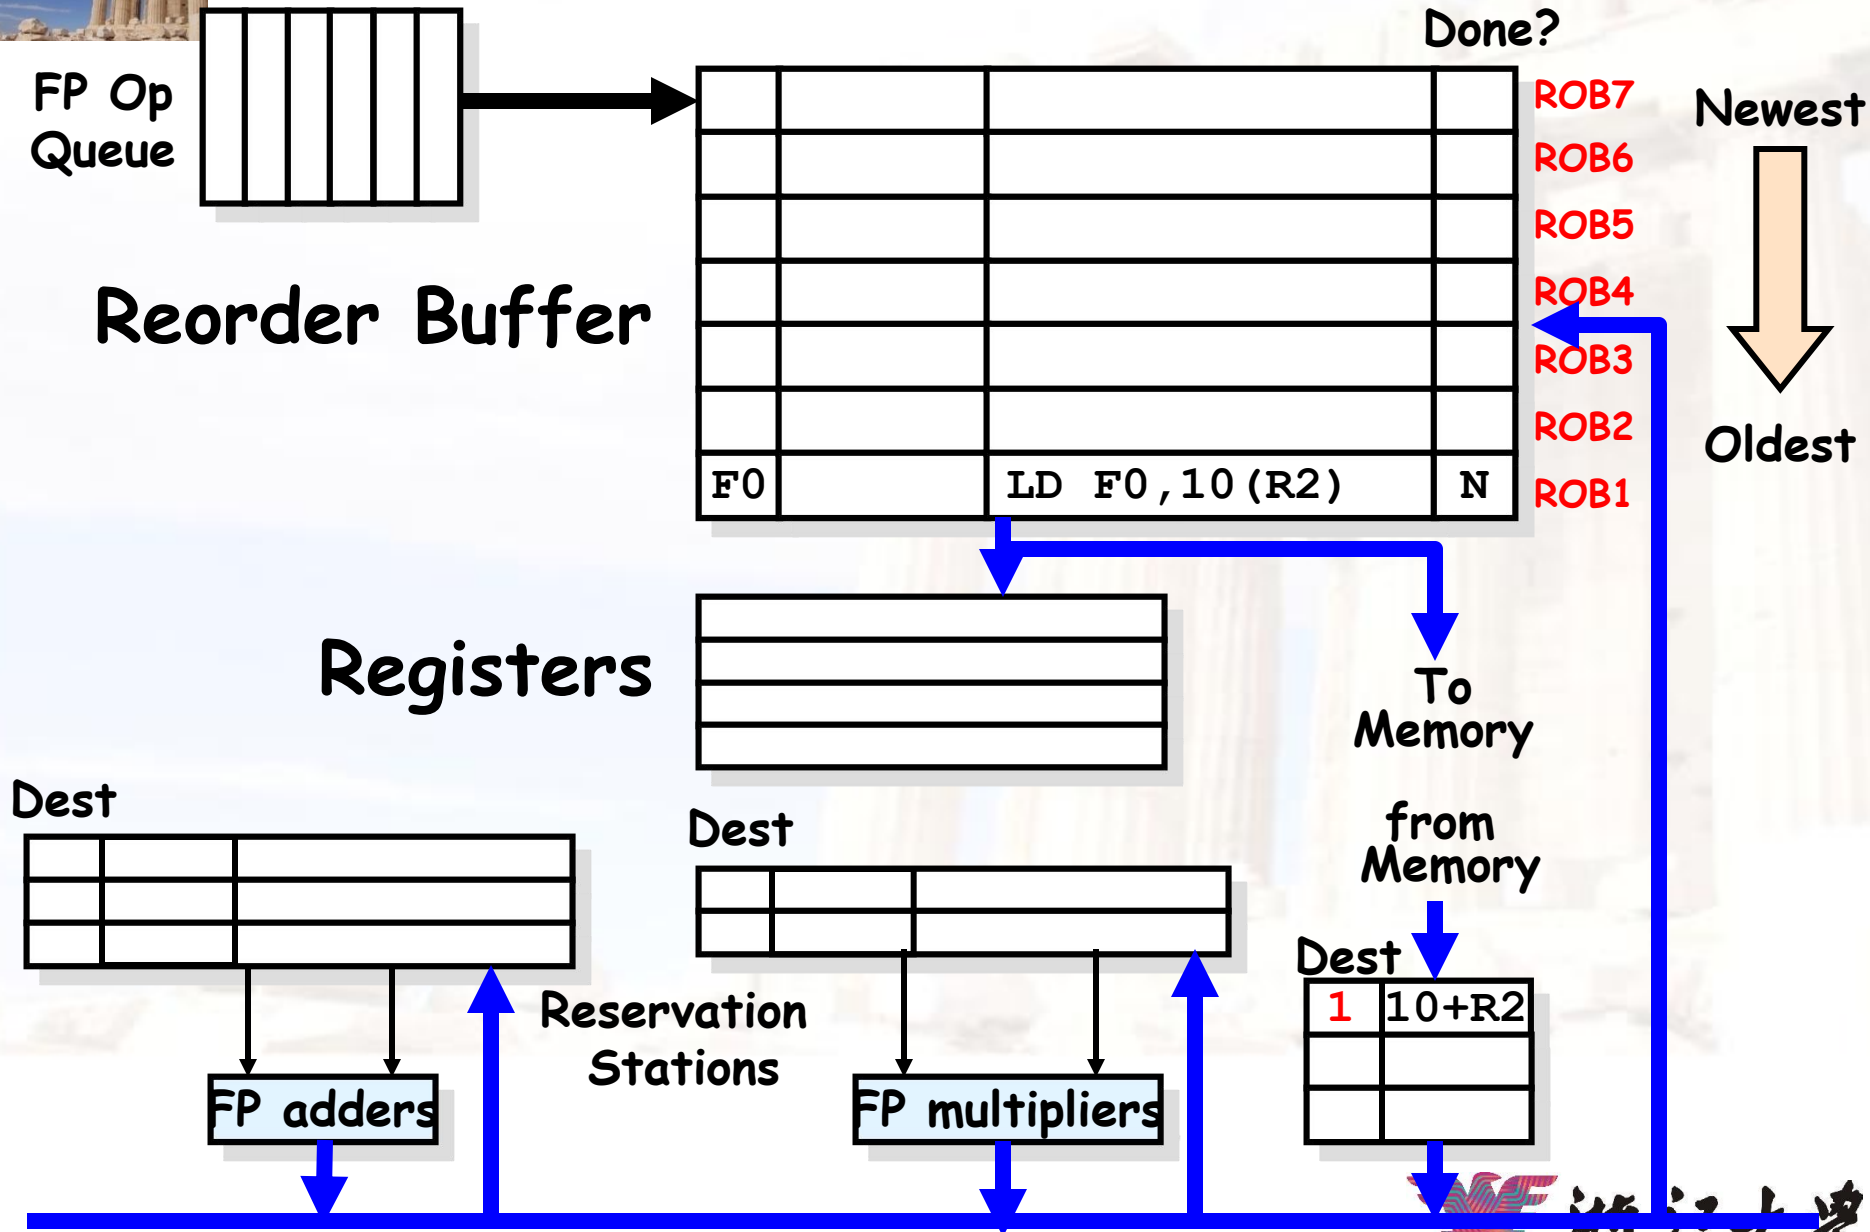 Done?
FP Op
Queue
ROB7
Newest
ROB6
ROB5
Reorder Buffer
ROB4
ROB3
ROB2
Oldest
F0 LD F0,10(R2) N ROB1
Registers
To
Memory
Dest
Dest
from
Memory
Dest
1 10+R2
Reservation
Stations
FP adders
FP multipliers